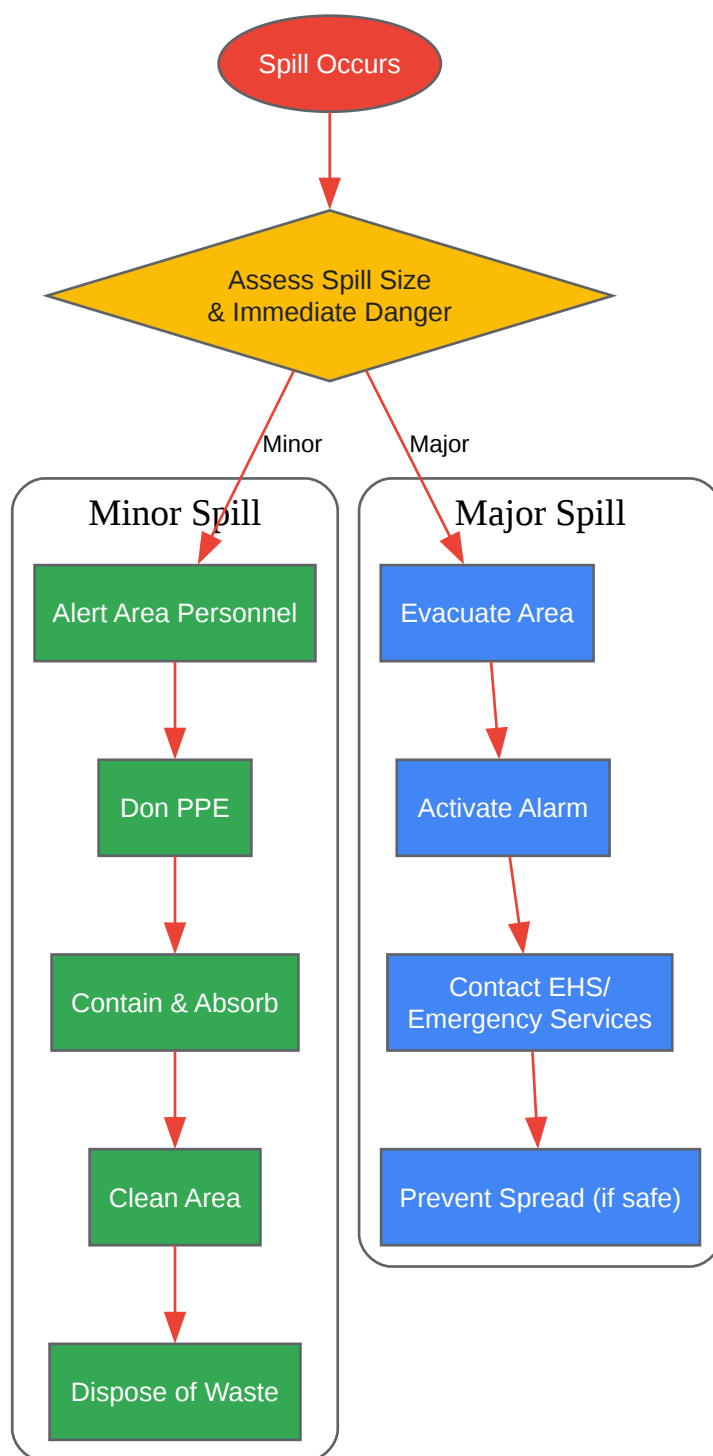 Spill Occurs
Assess Spill Size
& Immediate Danger
Minor
Major
Minor Spill
Alert Area Personnel
Don PPE
Contain & Absorb
Clean Area
Dispose of Waste
Major Spill
Evacuate Area
Activate Alarm
Contact EHS/
Emergency Services
Prevent Spread (if safe)